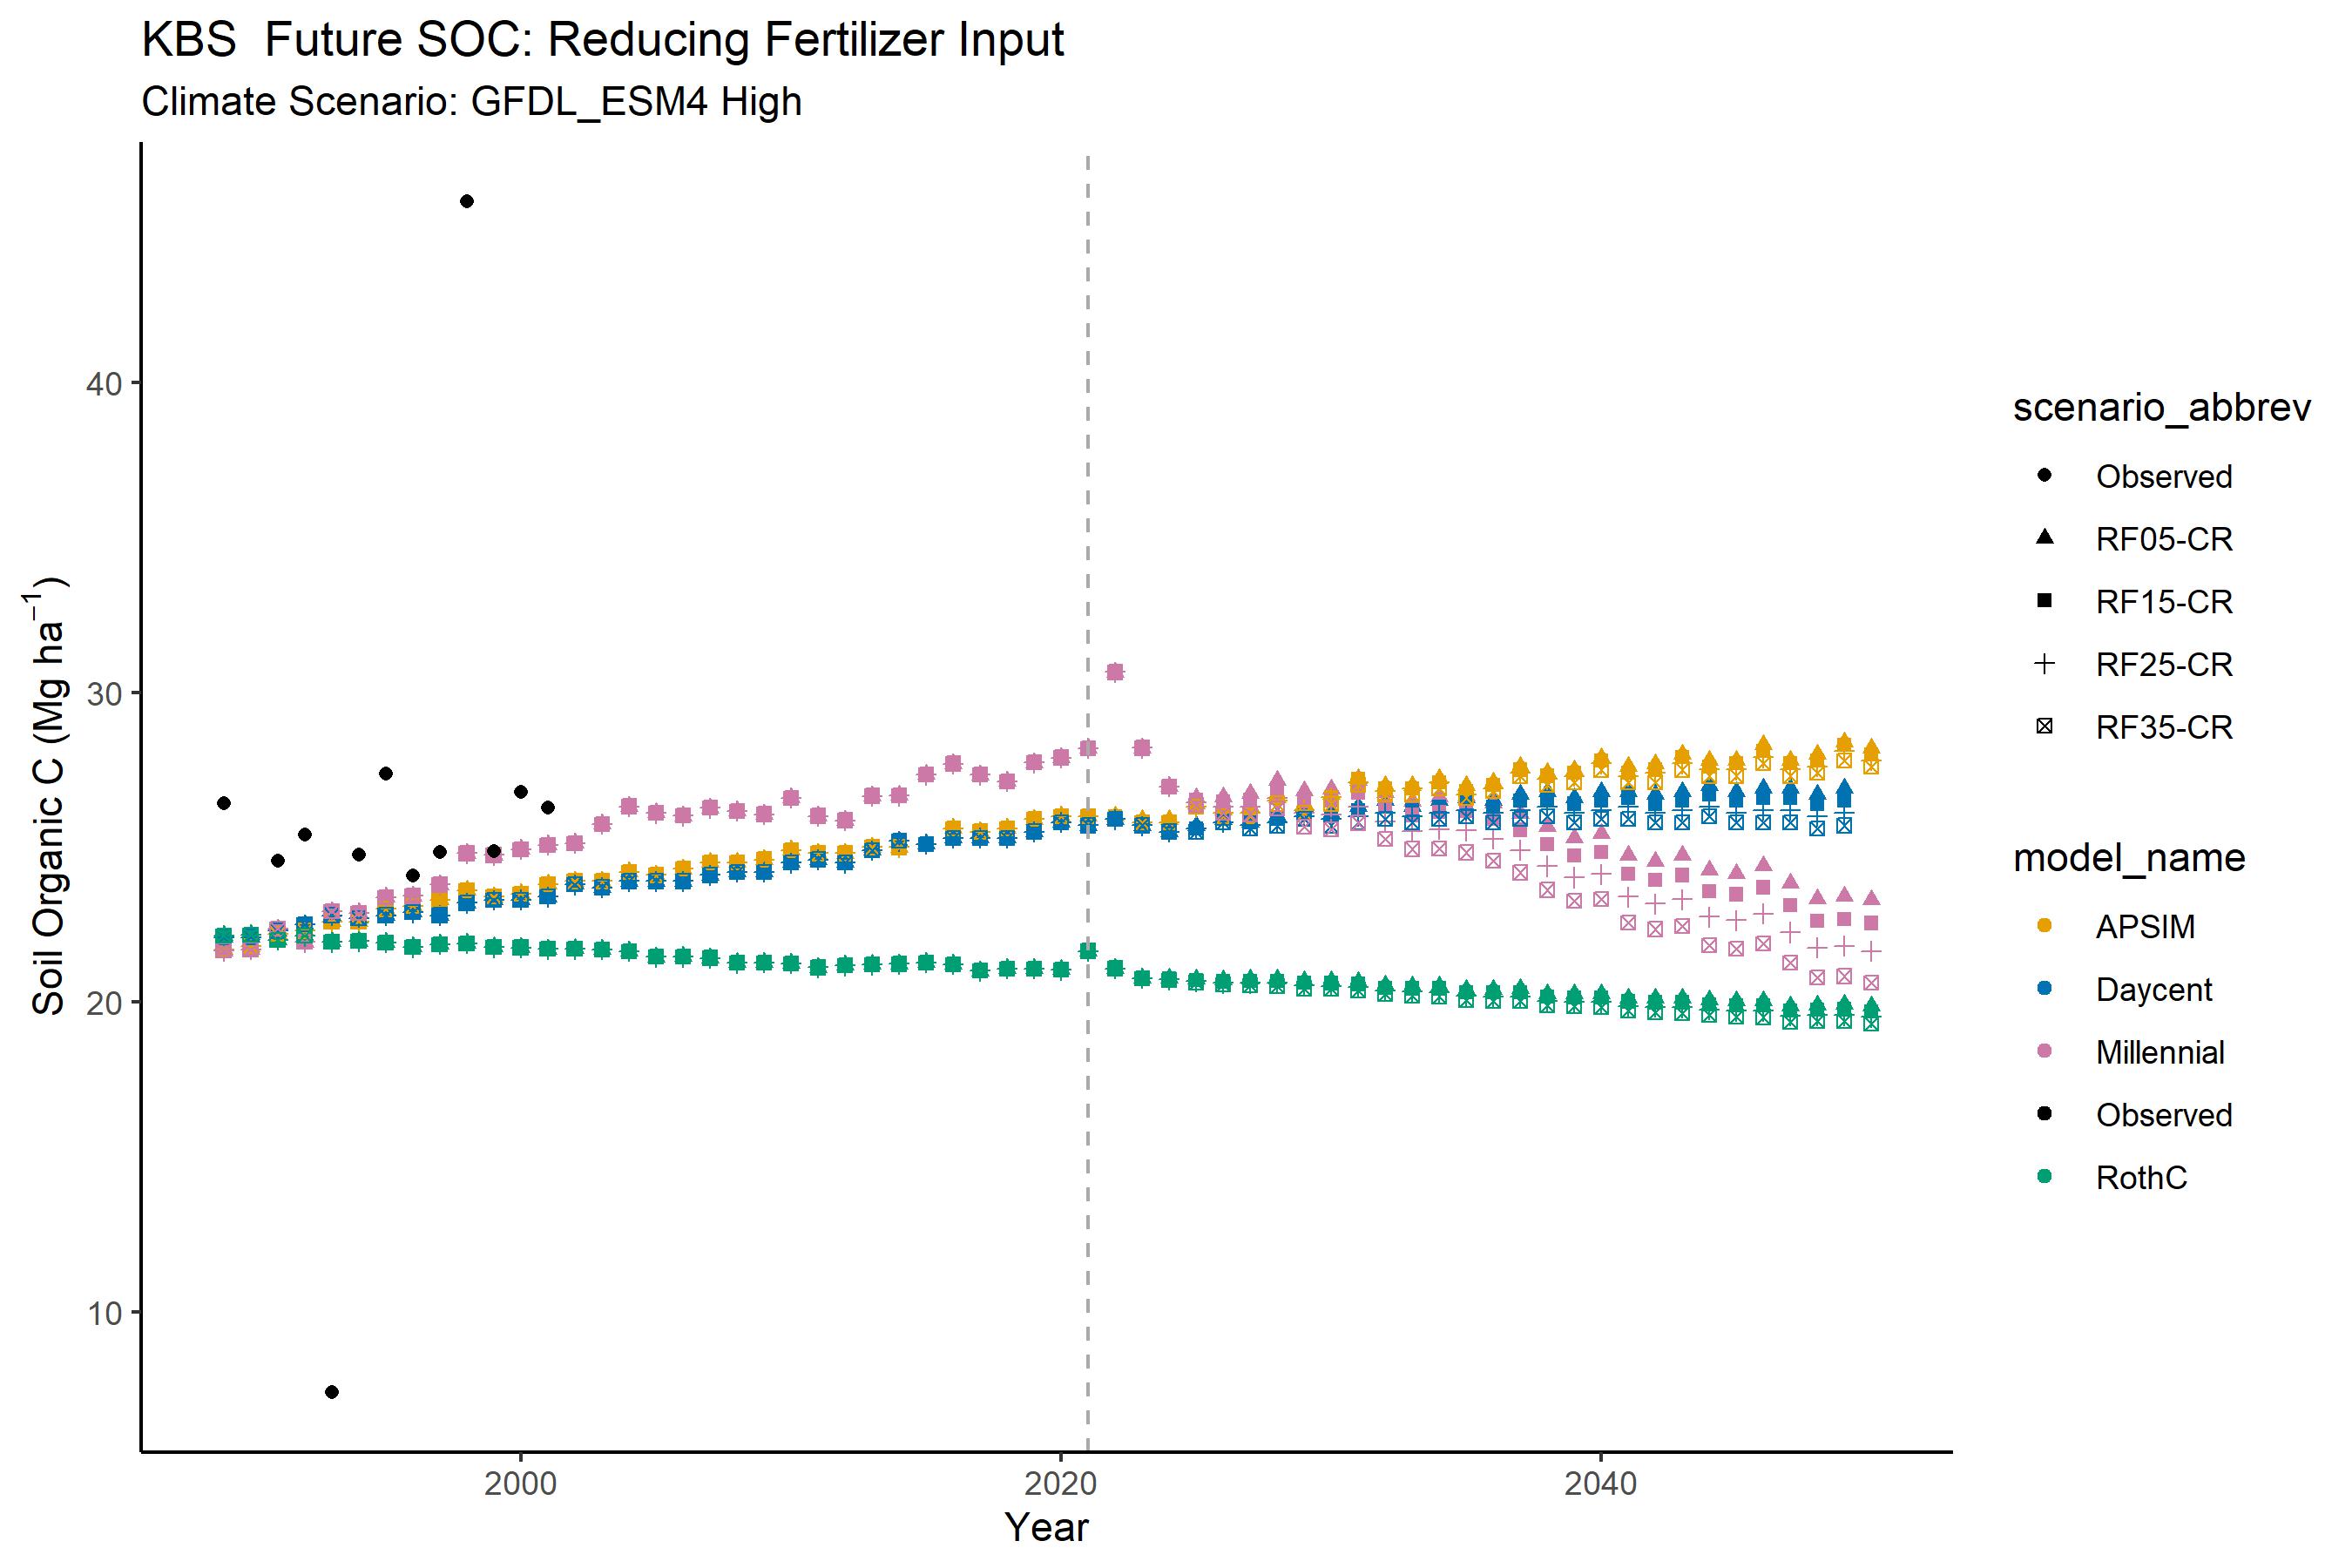 KBS  Future SOC: Reducing Fertilizer Input
Climate Scenario: GFDL_ESM4 High
Soil Organic C (Mg ha⁻¹)
40
30
20
10
2000
2020
2040
Year
scenario_abbrev
Observed
RF05-CR
RF15-CR
RF25-CR
RF35-CR
model_name
APSIM
Daycent
Millennial
Observed
RothC